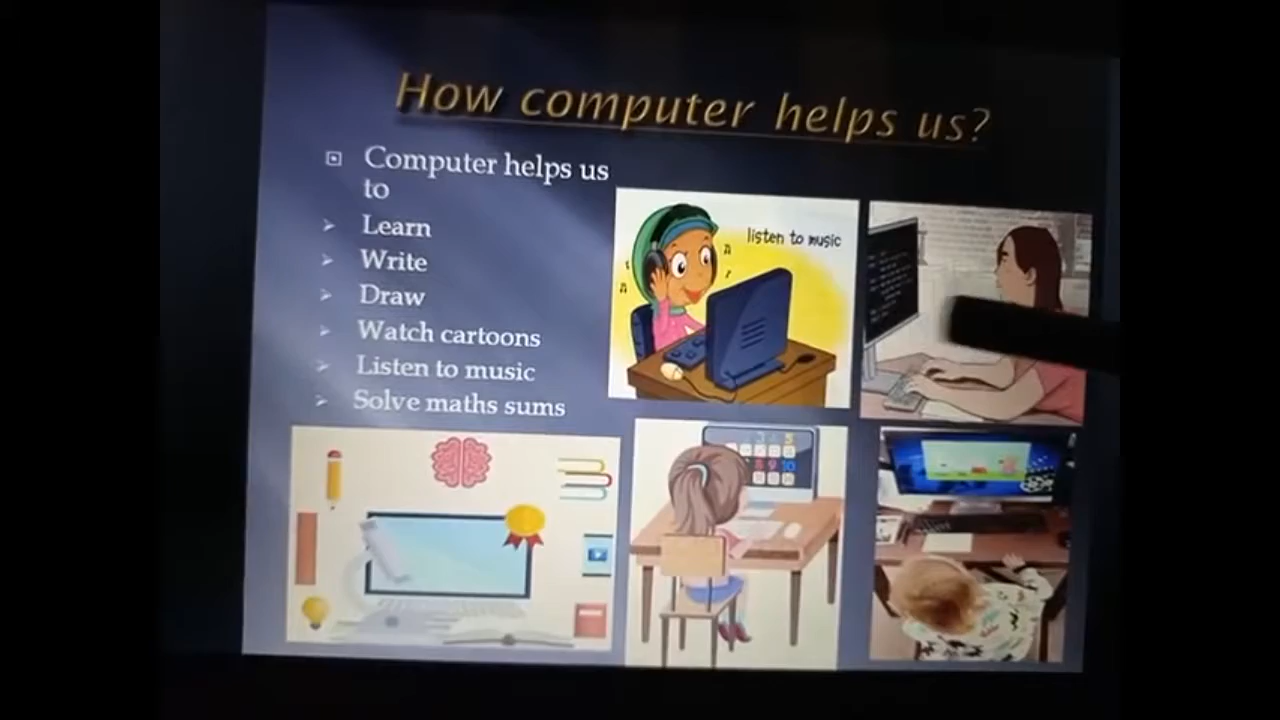 How computer helps us?
Computer helps us
to
Learn
Write
Draw
Watch cartoons
Listen to music
Solve maths sums
listen to music